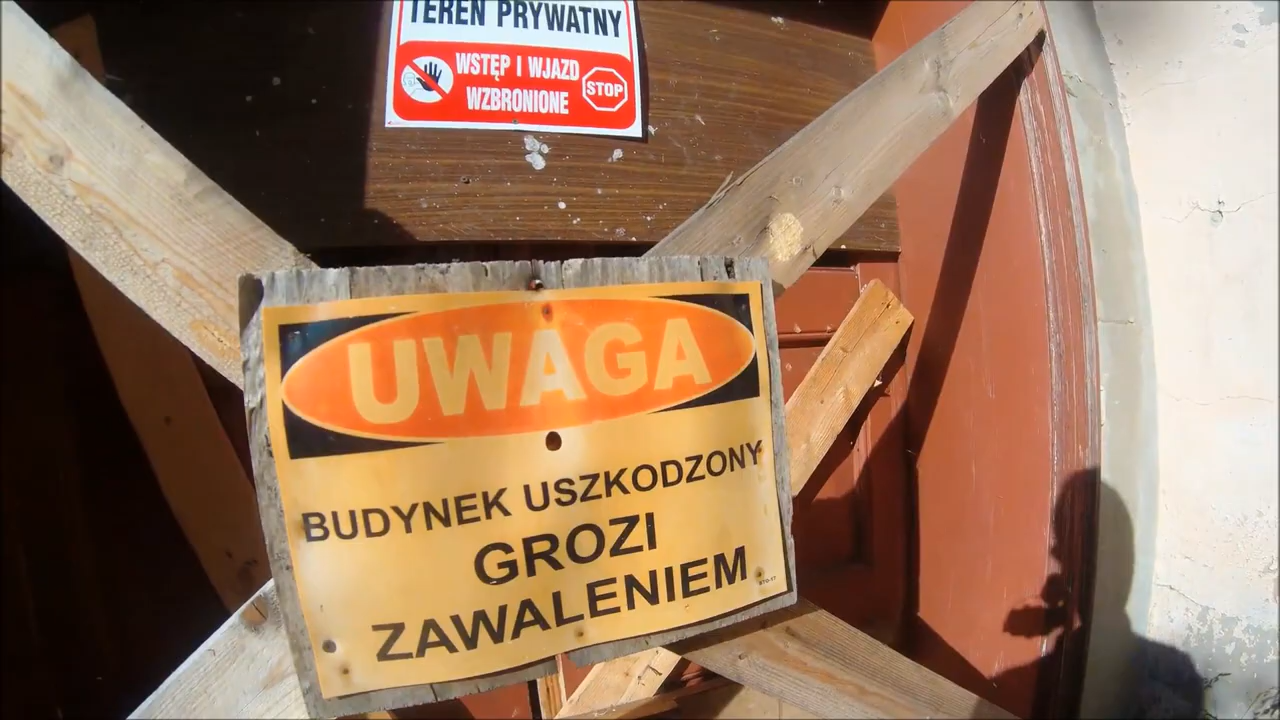 TEREN PRYWATNY
WSTĘP I WJAZD
WZBRONIONE
STOP
UWAGA
BUDYNEK USZKODZONY
GROZI
ZAWALENIEM